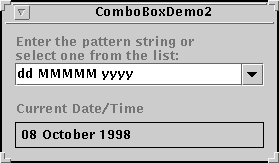 ComboBoxDemo2
Enter the pattern string or
select one from the list:
dd MMMMM yyyy
Current Date/Time
08 October 1998